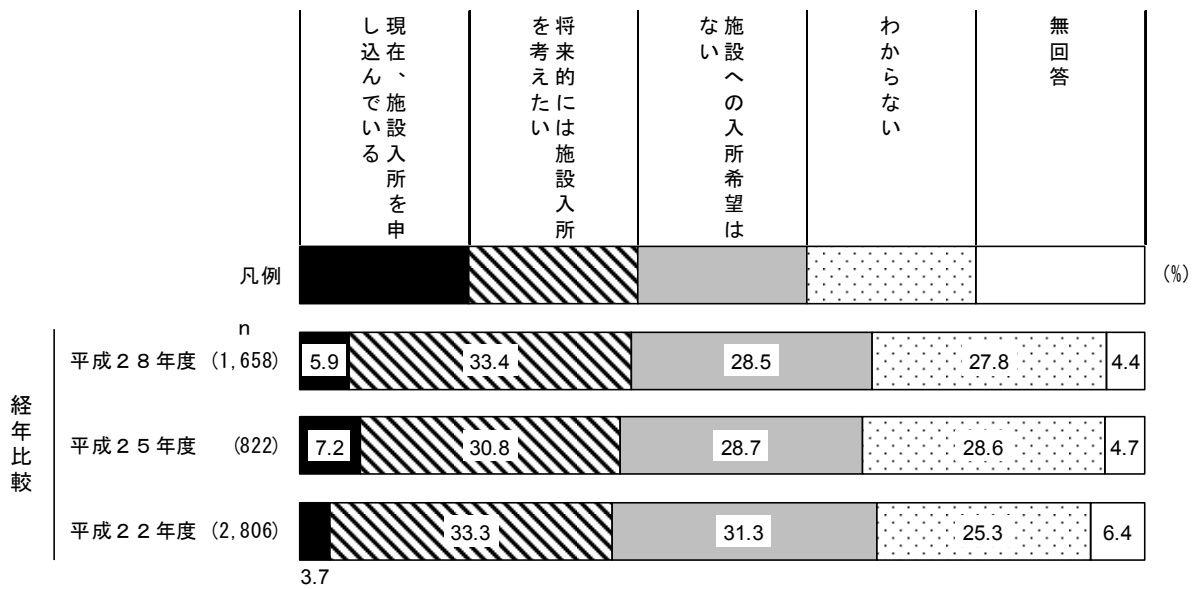 現在、施設入所を申
し込んでいる
将来的には施設入所
を考えたい
施設への入所希望は
ない
わからない
無回答
凡例
(%)
n
経年比較
平成２８年度 (1,658)
5.9
33.4
28.5
27.8
4.4
平成２５年度 (822)
7.2
30.8
28.7
28.6
4.7
平成２２年度 (2,806)
3.7
33.3
31.3
25.3
6.4